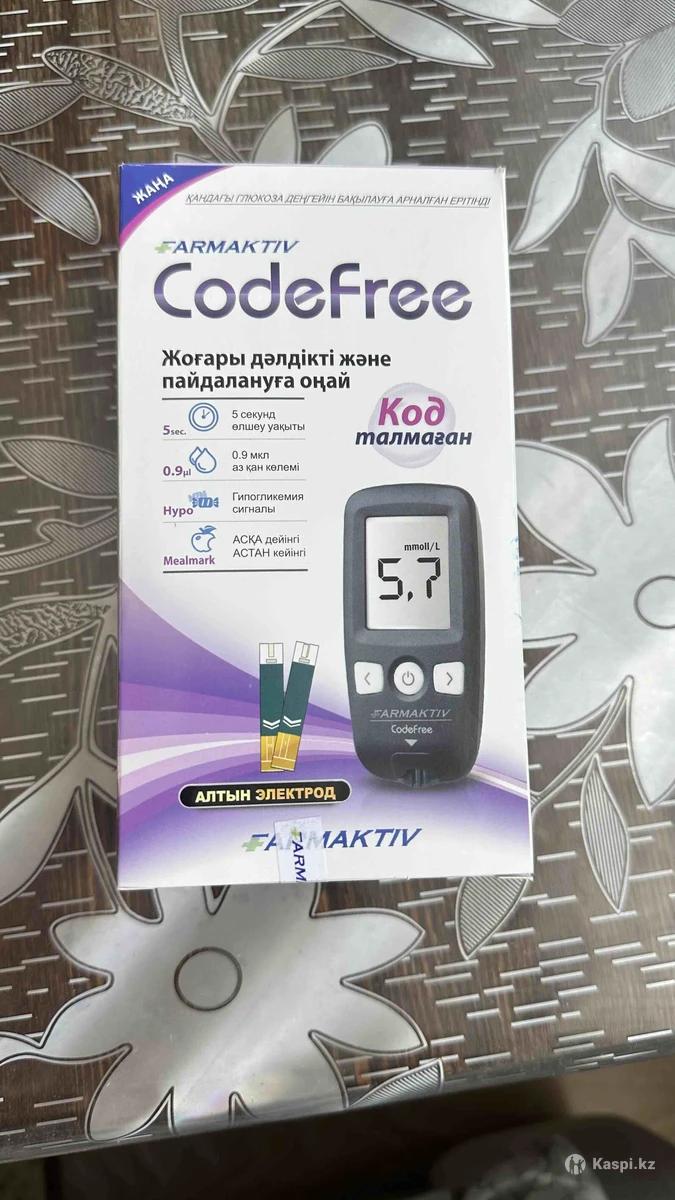 ЖАҢА
ҚАНДАҒЫ ГЛЮКОЗА ДЕҢГЕЙІН БАҚЫЛАУҒА АРНАЛҒАН ЕРІТІНДІ
FARMAKTIV
CodeFree
Жоғары дәлдікті және
пайдалануға оңай
5sec.
5 секунд
өлшеу уақыты
0.9µl
0.9 мкл
аз қан көлемі
Hypo
Гипогликемия
сигналы
Mealmark
АСҚА дейінгі
АСТАН кейінгі
Код
талмаған
mmoll/L
5,7
FARMAKTIV
CodeFree
АЛТЫН ЭЛЕКТРОД
FARMAKTIV
FARM
Kaspi.kz